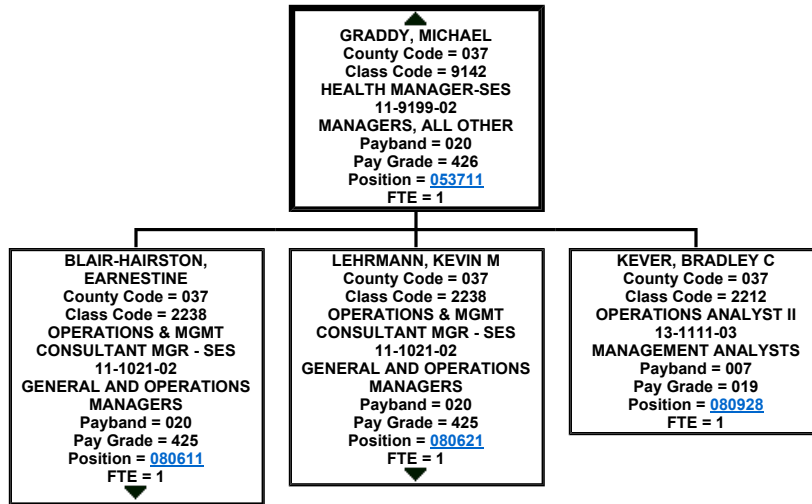 GRADDY, MICHAEL
County Code = 037
Class Code = 9142
HEALTH MANAGER-SES
11-9199-02
MANAGERS, ALL OTHER
Payband = 020
Pay Grade = 426
Position = 053711
FTE = 1
BLAIR-HAIRSTON,
EARNESTINE
County Code = 037
Class Code = 2238
OPERATIONS & MGMT
CONSULTANT MGR - SES
11-1021-02
GENERAL AND OPERATIONS
MANAGERS
Payband = 020
Pay Grade = 425
Position = 080611
FTE = 1
LEHRMANN, KEVIN M
County Code = 037
Class Code = 2238
OPERATIONS & MGMT
CONSULTANT MGR - SES
11-1021-02
GENERAL AND OPERATIONS
MANAGERS
Payband = 020
Pay Grade = 425
Position = 080621
FTE = 1
KEVER, BRADLEY C
County Code = 037
Class Code = 2212
OPERATIONS ANALYST II
13-1111-03
MANAGEMENT ANALYSTS
Payband = 007
Pay Grade = 019
Position = 080928
FTE = 1